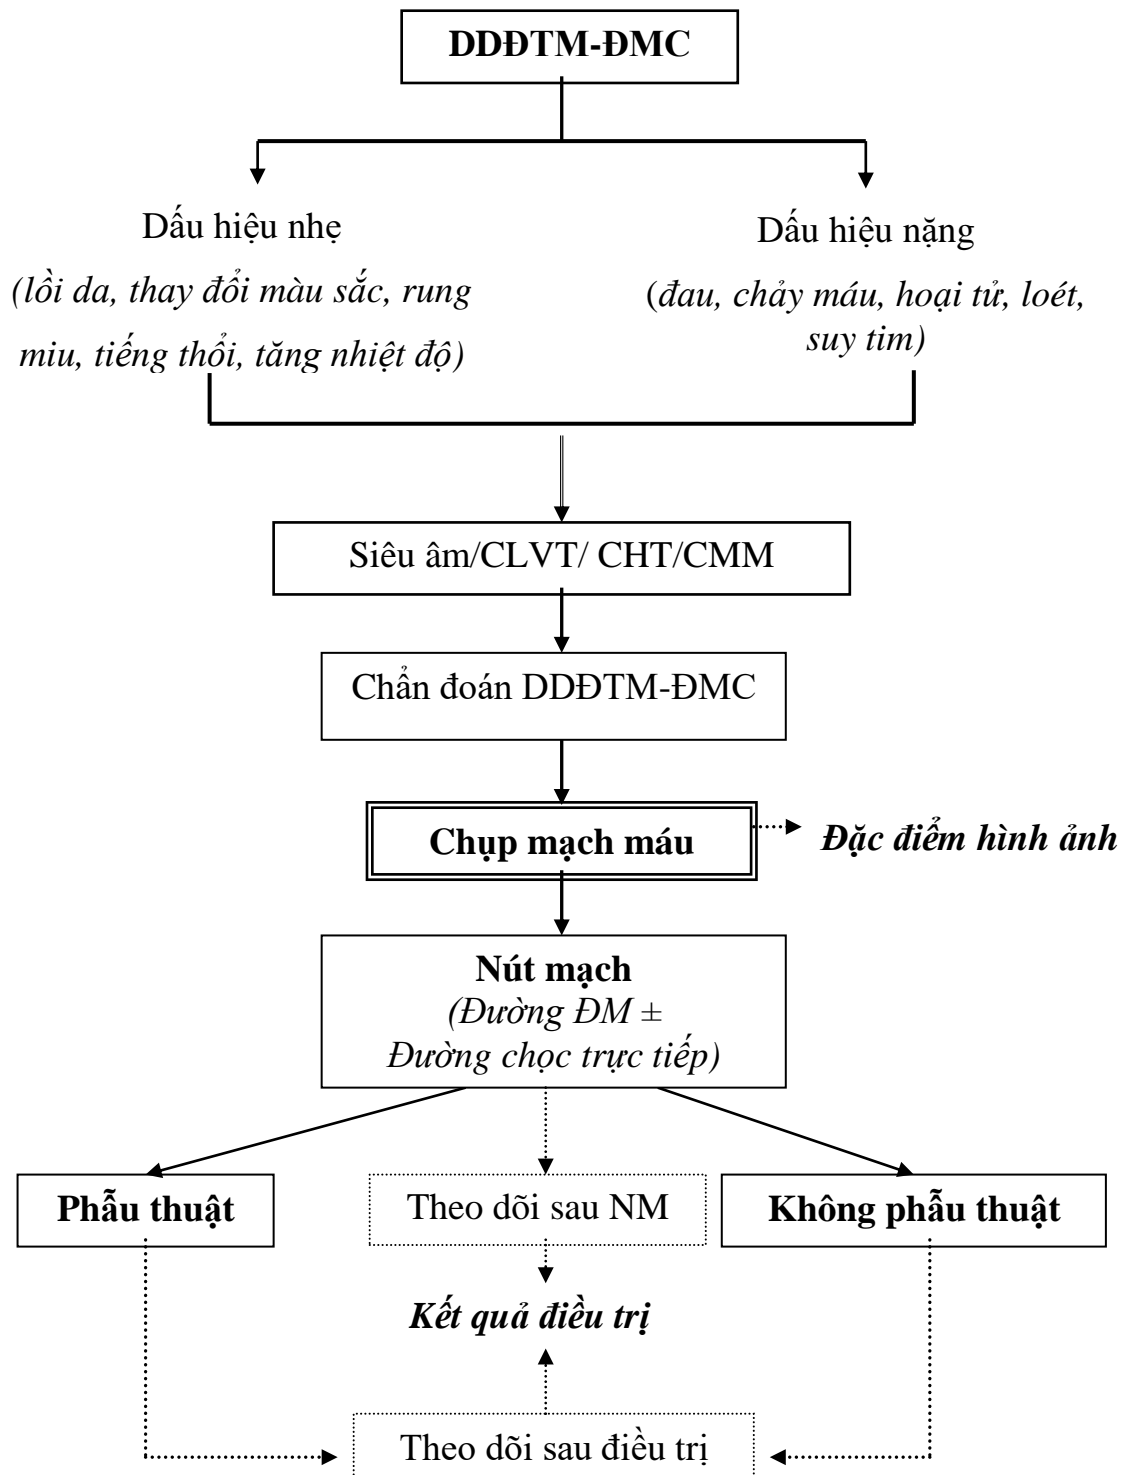 DDĐTM-ĐMC
Dấu hiệu nhẹ
(lồi da, thay đổi màu sắc, rung
miu, tiếng thổi, tăng nhiệt độ)
Dấu hiệu nặng
(đau, chảy máu, hoại tử, loét,
suy tim)
Siêu âm/CLVT/ CHT/CMM
Chẩn đoán DDĐTM-ĐMC
Chụp mạch máu
Đặc điểm hình ảnh
Nút mạch
(Đường ĐM ±
Đường chọc trực tiếp)
Phẫu thuật
Theo dõi sau NM
Không phẫu thuật
Kết quả điều trị
Theo dõi sau điều trị